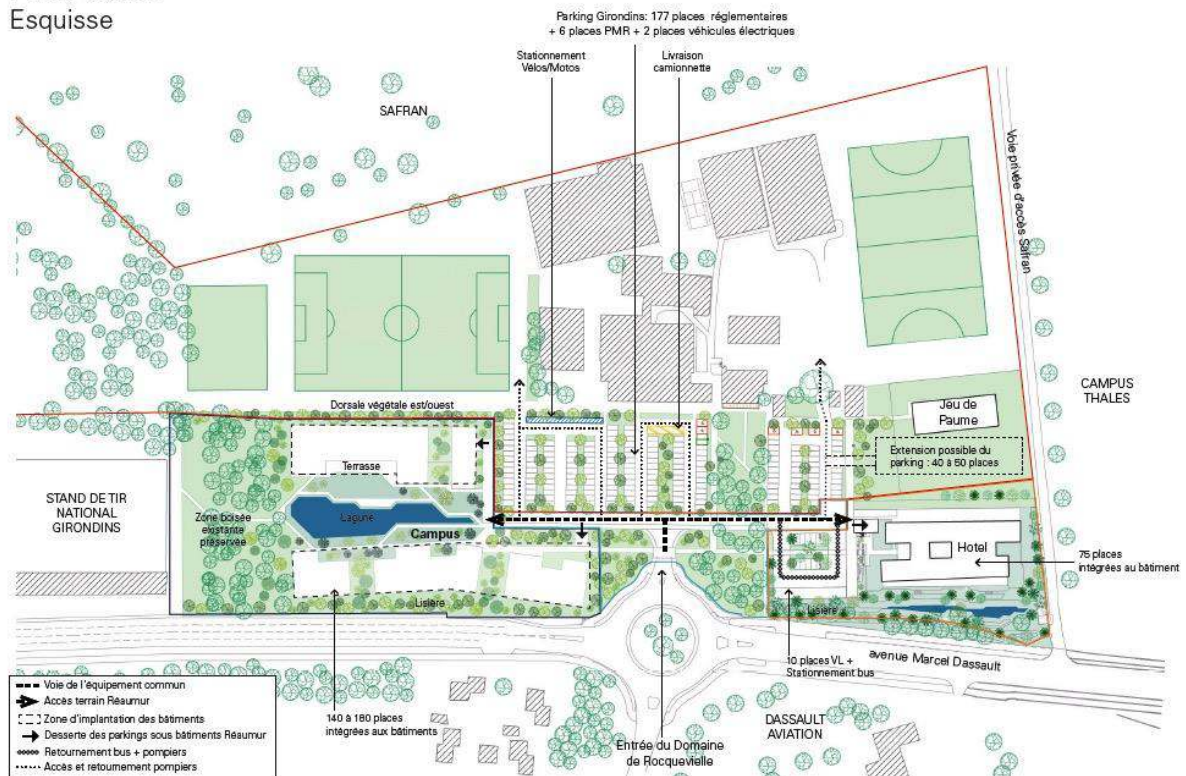 Esquisse
Parking Girondins: 177 places réglementaires
+ 6 places PMR + 2 places véhicules électriques
Stationnement
Vélos/Motos
Livraison
camionnette
SAFRAN
Voie privée d'accès Safran
CAMPUS
THALES
Dorsale végétale est/ouest
Jeu de
Paume
Extension possible du
parking : 40 à 50 places
Terrasse
STAND DE TIR
NATIONAL
GIRONDINS
Zone boisée
existante
préservée
Lagune
Campus
Hotel
75 places
intégrées au bâtiment
Lisière
Lisière
avenue Marcel Dassault
10 places VL +
Stationnement bus
140 à 180 places
intégrées aux bâtiments
Entrée du Domaine
de Rocquevielle
DASSAULT
AVIATION
Voie de l'équipement commun
Accès terrain Réaumur
Zone d'implantation des bâtiments
Desserte des parkings sous bâtiments Réaumur
Retournement bus + pompiers
Accès et retournement pompiers